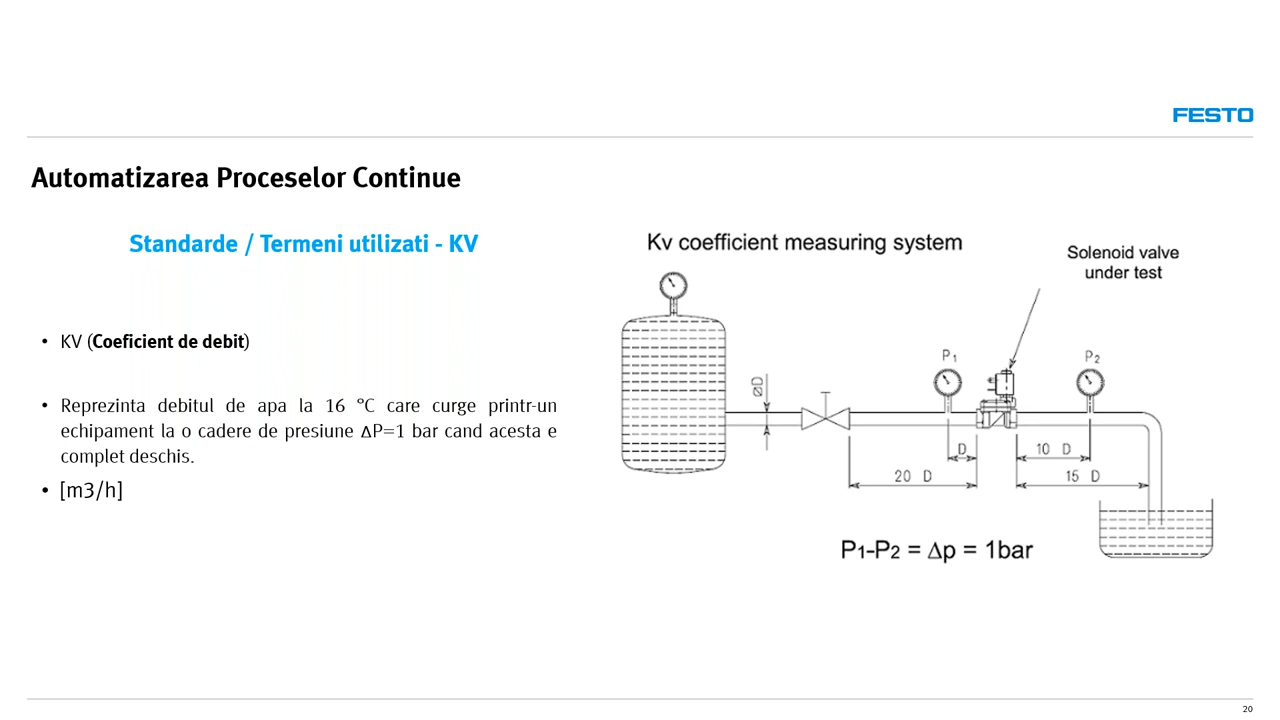 FESTO
Automatizarea Proceselor Continue
Standarde / Termeni utilizati - KV
• KV (Coeficient de debit)
• Reprezinta debitul de apa la 16 °C care curge printr-un
echipament la o cadere de presiune ΔP=1 bar cand acesta e
complet deschis.
• [m3/h]
Kv coefficient measuring system
Solenoid valve
under test
P1
P2
ØD
D
10 D
20 D
15 D
P1-P2 = Δp = 1bar
20